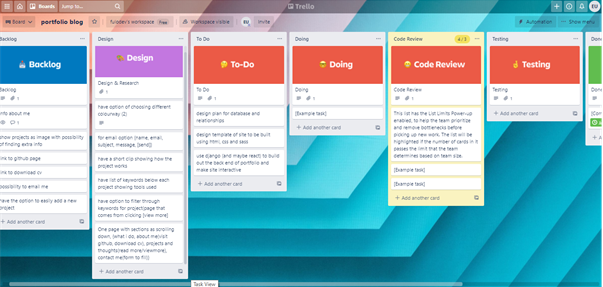 Boards
Jump to...
Trello
EU
Board
portfolio blog
fulodev's workspace
Free
Workspace visible
EU
Invite
Automation
Show menu
Backlog
Backlog
info about me
1
show projects as image with possibility
of finding extra info
link to github page
link to download cv
possibility to email me
have the option to easily add a new
project
+ Add another card
Design
Design
Design & Research
1
have option of choosing different
colourway (2)
for email option (name, email,
subject, message, [send])
have a short clip showing how the
project works
have list of keywords below each
project showing tools used
have option to filter through
keywords for project/page that
comes from clicking [view more]
One page with sections as scrolling
down, [what i do, about me(visit
github, download cv), projects and
thoughts(read more/viewmore),
contact me(form to fill)]
+ Add another card
To Do
To-Do
To Do
1
design plan for database and
relationships
design template of site to be built
using html, css and sass
use django (and maybe react) to build
out the back end of portfolio and
make site interactive
+ Add another card
Doing
Doing
Doing
1
[Example task]
+ Add another card
Code Review
4/3
Code Review
Code Review
1
This list has the List Limits Power-up
enabled, to help the team prioritize
and remove bottlenecks before
picking up new work. The list will be
highlighted if the number of cards in it
passes the limit that the team
determines based on team size.
[Example task]
[Example task]
+ Add another card
Testing
Testing
Testing
1
+ Add another card
Done
+ Add
Task View